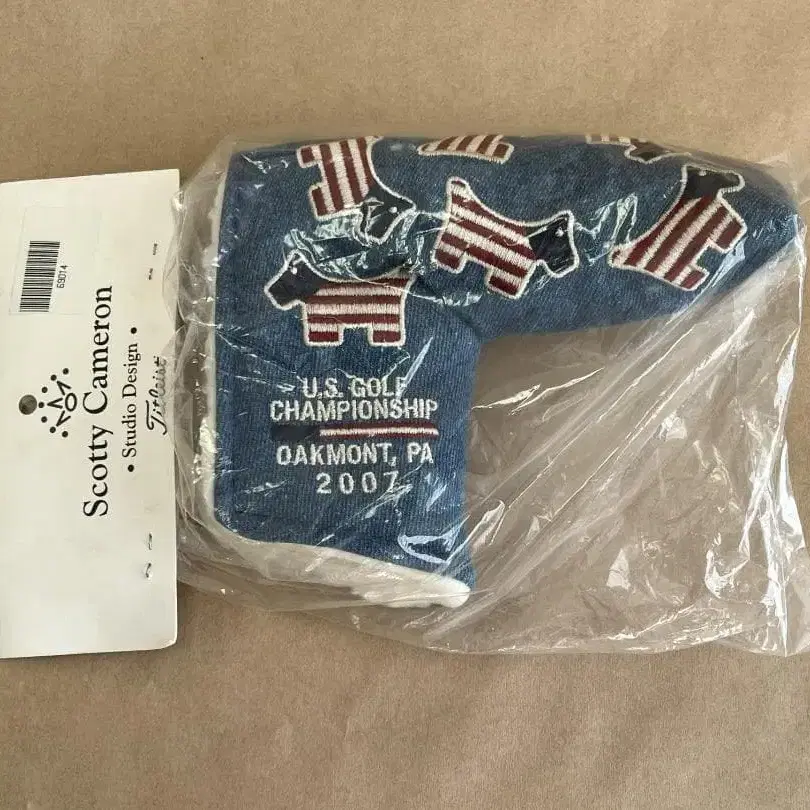 69014
Scotty Cameron
• Studio Design •
Titleist
U.S. GOLF
CHAMPIONSHIP
OAKMONT, PA
2007